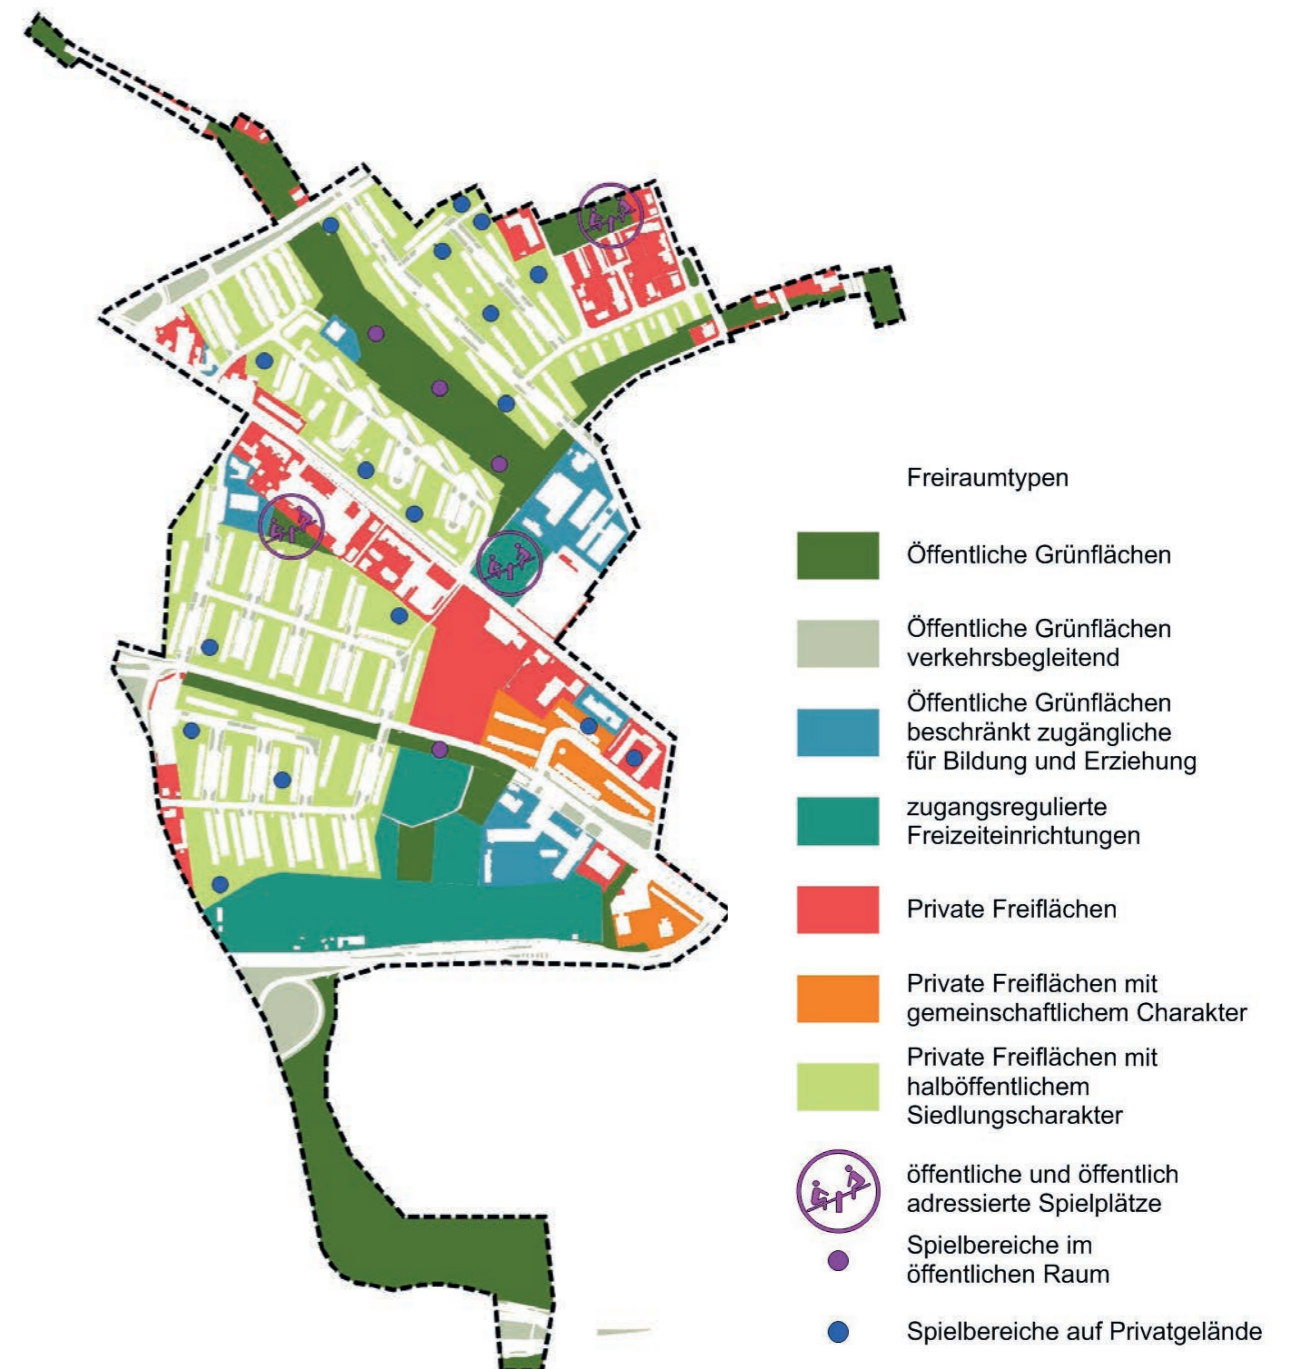 Freiraumtypen
Öffentliche Grünflächen
Öffentliche Grünflächen
verkehrsbegleitend
Öffentliche Grünflächen
beschränkt zugängliche
für Bildung und Erziehung
zugangsregulierte
Freizeiteinrichtungen
Private Freiflächen
Private Freiflächen mit
gemeinschaftlichem Charakter
Private Freiflächen mit
halböffentlichem
Siedlungscharakter
öffentliche und öffentlich
adressierte Spielplätze
Spielbereiche im
öffentlichen Raum
Spielbereiche auf Privatgelände